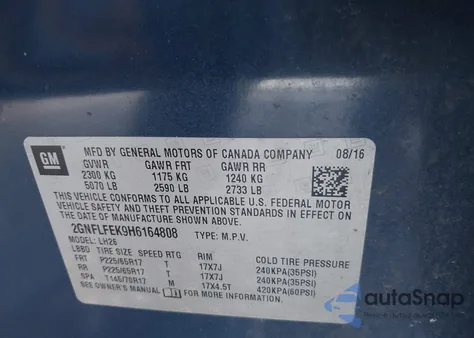 GM
MFD BY GENERAL MOTORS OF CANADA COMPANY 08/16
GVWR GAWR FRT GAWR RR
2300 KG 1175 KG 1240 KG
5070 LB 2590 LB 2733 LB
THIS VEHICLE CONFORMS TO ALL APPLICABLE U.S. FEDERAL MOTOR
VEHICLE SAFETY, BUMPER, AND THEFT PREVENTION STANDARDS IN
EFFECT ON THE DATE OF MANUFACTURE SHOWN ABOVE.
2GNFLFEK9H6164808 TYPE: M.P.V.
MODEL: LH26
LBBD TIRE SIZE SPEED RTG RIM COLD TIRE PRESSURE
FRT P225/65R17 T 17X7J 240KPA(35PSI)
RR P225/65R17 T 17X7J 240KPA(35PSI)
SPA T145/70R17 M 17X4.5T 420KPA(60PSI)
SEE OWNER'S MANUAL FOR ADDITIONAL INFORMATION.
autoSnap